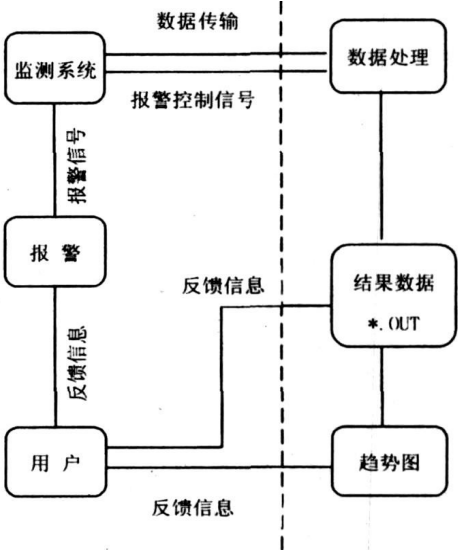 数据传输
监测系统
数据处理
报警控制信号
报警信号
报 警
反馈信息
结果数据
*.OUT
反馈信息
用 户
趋势图
反馈信息